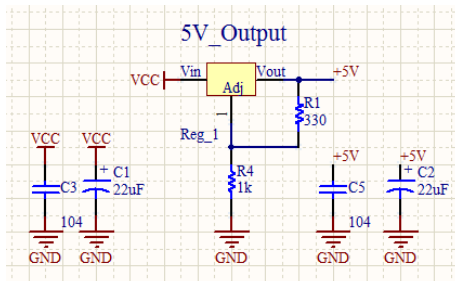 5V_Output
VCC Vin Vout +5V
Adj
1
R1
330
Reg_1
VCC VCC +5V +5V
C3 + C1 R4 C5 + C2
22uF 1k 22uF
104 104
GND GND GND GND GND